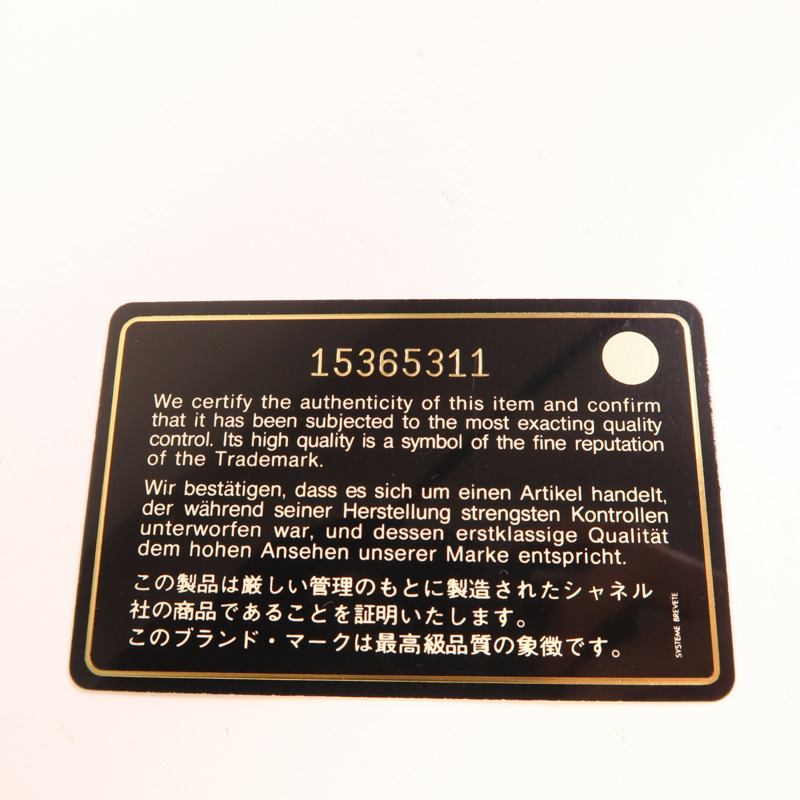 15365311
We certify the authenticity of this item and confirm
that it has been subjected to the most exacting quality
control. Its high quality is a symbol of the fine reputation
of the Trademark.
Wir bestätigen, dass es sich um einen Artikel handelt,
der während seiner Herstellung strengsten Kontrollen
unterworfen war, und dessen erstklassige Qualität
dem hohen Ansehen unserer Marke entspricht.
この製品は厳しい管理のもとに製造されたシャネル
社の商品であることを証明いたします。
このブランド・マークは最高級品質の象徴です。
SYSTEME BREVETE